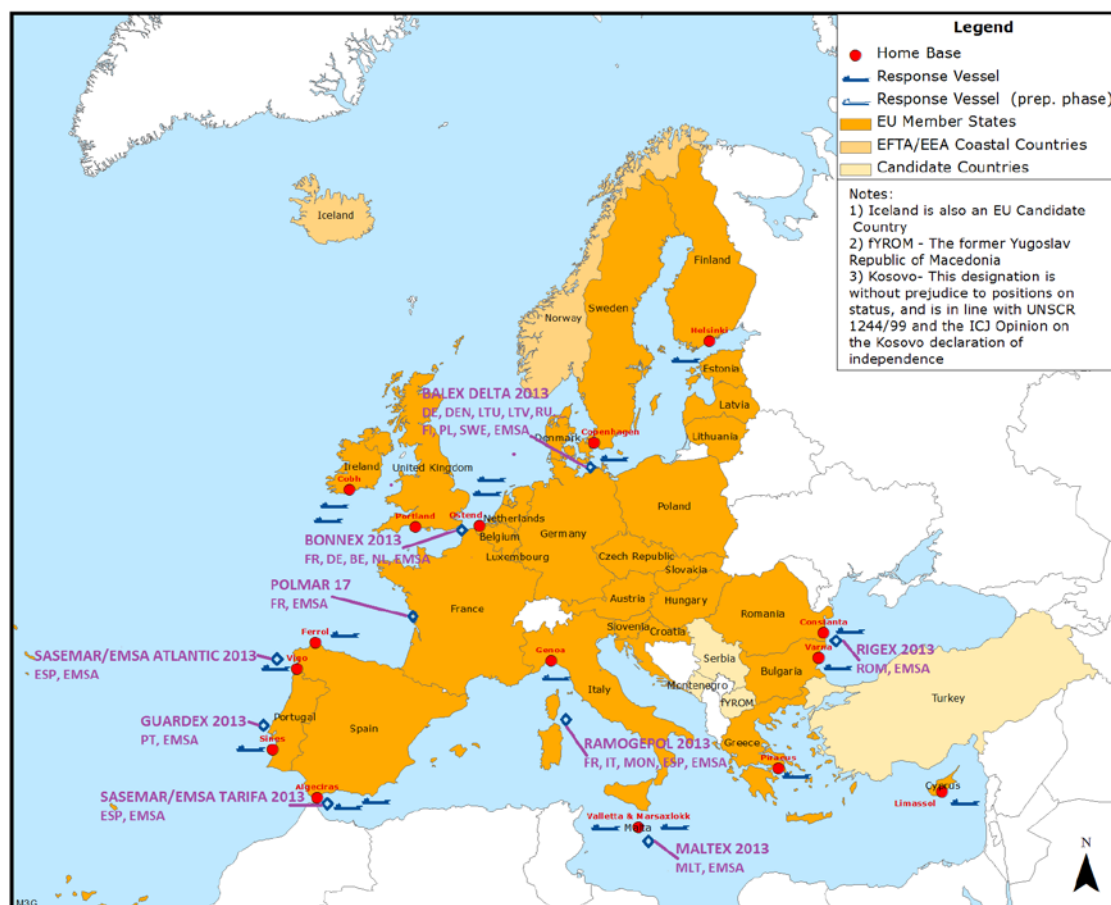 Legend
Home Base
Response Vessel
Response Vessel (prep. phase)
EU Member States
EFTA/EEA Coastal Countries
Candidate Countries
Notes:
1) Iceland is also an EU Candidate
Country
2) fYROM - The former Yugoslav
Republic of Macedonia
3) Kosovo- This designation is
without prejudice to positions on
status, and is in line with UNSCR
1244/99 and the ICJ Opinion on
the Kosovo declaration of
independence
Iceland
Finland
Sweden
Norway
Helsinki
Estonia
BALEX DELTA 2013
DE, DEN, LTU, LTV, RU,
FI, PL, SWE, EMSA
Latvia
Denmark
Copenhagen
Lithuania
Ireland
United Kingdom
Cobh
Poland
Portland
Ostend
Netherlands
Germany
BONNEX 2013
FR, DE, BE, NL, EMSA
Belgium
Luxembourg
Czech Republic
Slovakia
POLMAR 17
FR, EMSA
France
Austria
Hungary
Romania
Slovenia
Croatia
Ferrol
Constanta
SASEMAR/EMSA ATLANTIC 2013
ESP, EMSA
Vigo
Genoa
Serbia
Varna
RIGEX 2013
ROM, EMSA
Bulgaria
Italy
Montenegro
fYROM
Turkey
GUARDEX 2013
PT, EMSA
Portugal
Spain
Sines
RAMOGEPOL 2013
FR, IT, MON, ESP, EMSA
Greece
Piraeus
SASEMAR/EMSA TARIFA 2013
ESP, EMSA
Algeciras
Cyprus
Limassol
Valletta & Marsaxlokk
Malta
MALTEX 2013
MLT, EMSA
N
M3G